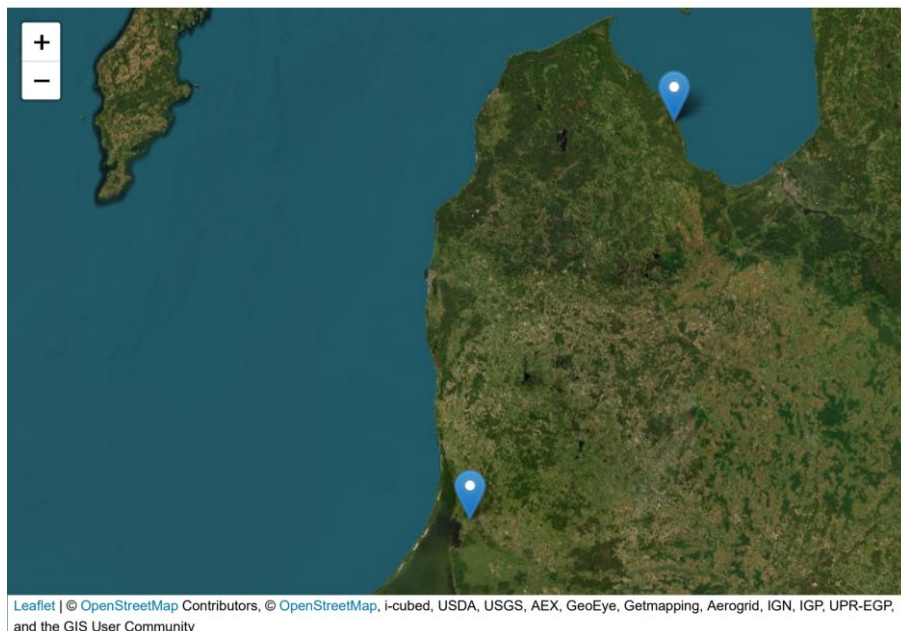 +
−
Leaflet | © OpenStreetMap Contributors, © OpenStreetMap, i-cubed, USDA, USGS, AEX, GeoEye, Getmapping, Aerogrid, IGN, IGP, UPR-EGP,
and the GIS User Community